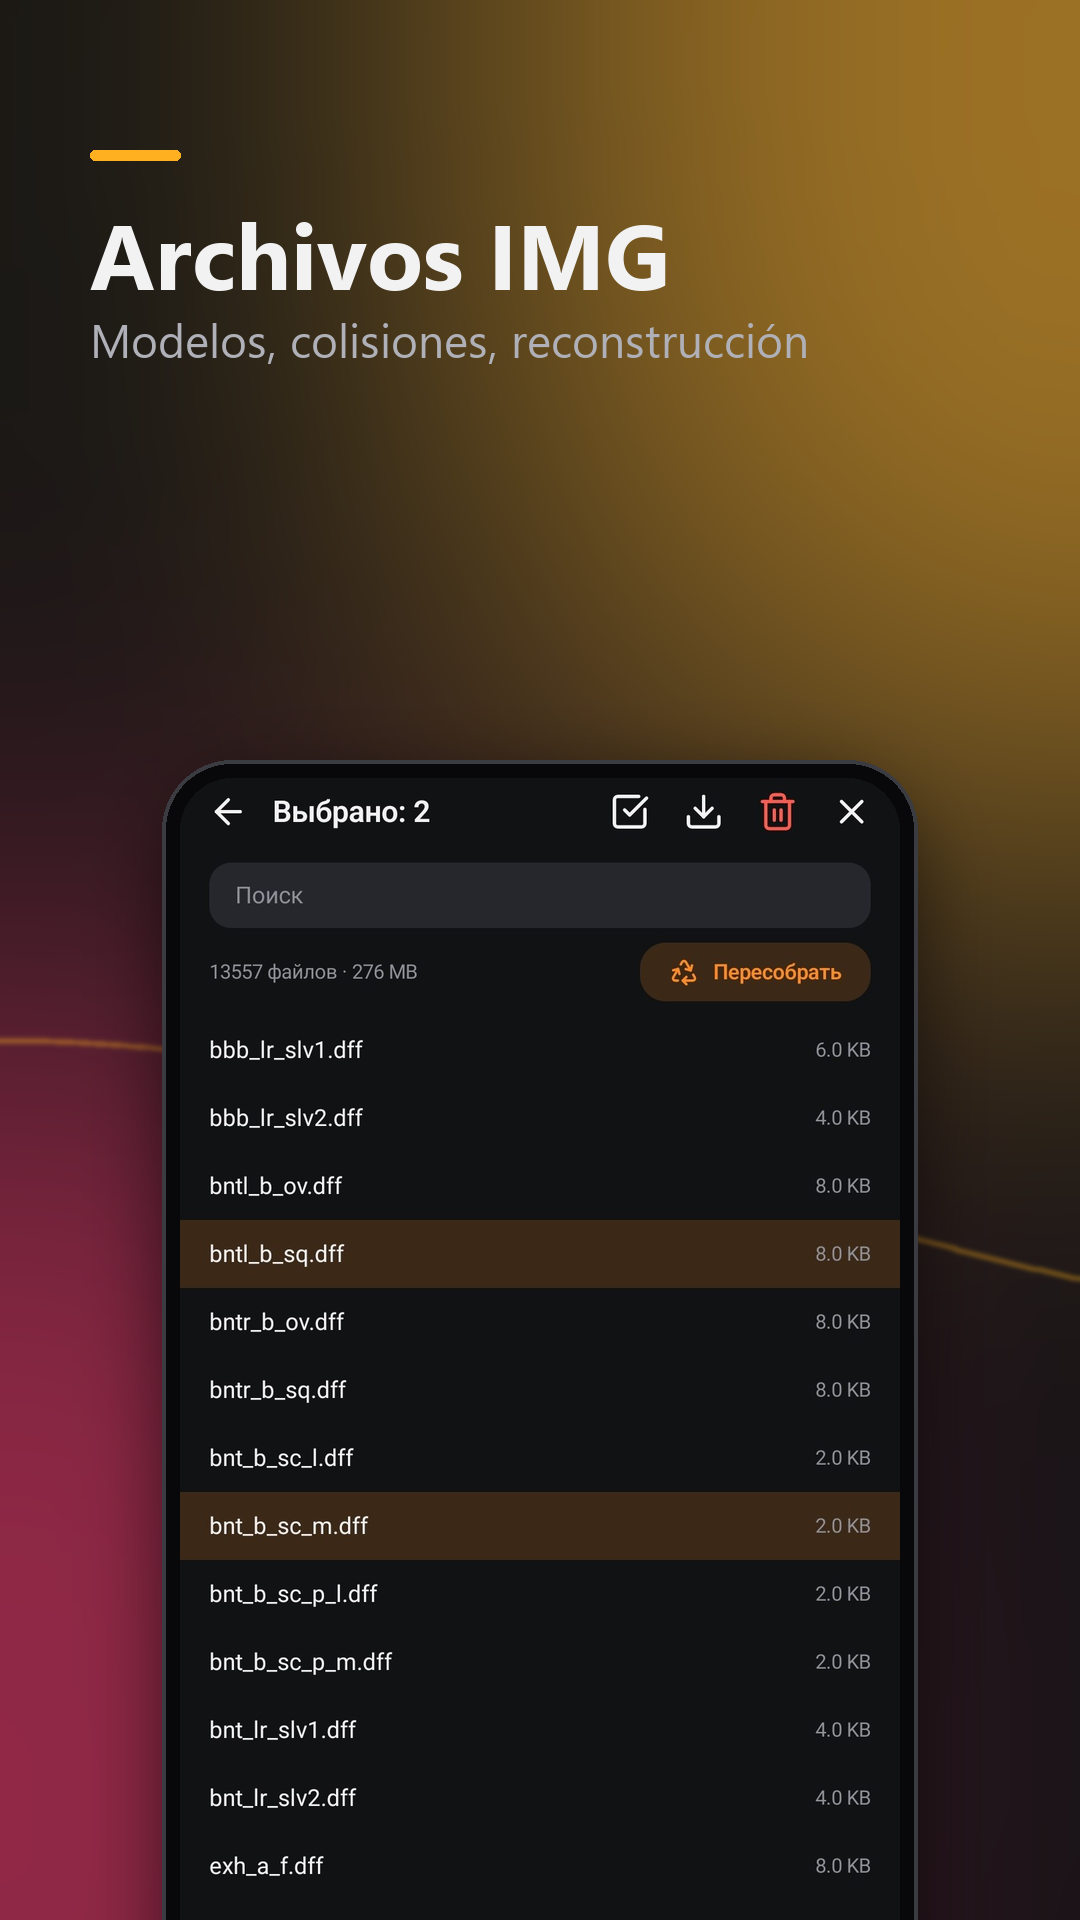 Archivos IMG
Modelos, colisiones, reconstrucción
Выбрано: 2
Поиск
13557 файлов · 276 MB
Пересобрать
bbb_lr_slv1.dff 6.0 KB
bbb_lr_slv2.dff 4.0 KB
bntl_b_ov.dff 8.0 KB
bntl_b_sq.dff 8.0 KB
bntr_b_ov.dff 8.0 KB
bntr_b_sq.dff 8.0 KB
bnt_b_sc_l.dff 2.0 KB
bnt_b_sc_m.dff 2.0 KB
bnt_b_sc_p_l.dff 2.0 KB
bnt_b_sc_p_m.dff 2.0 KB
bnt_lr_slv1.dff 4.0 KB
bnt_lr_slv2.dff 4.0 KB
exh_a_f.dff 8.0 KB